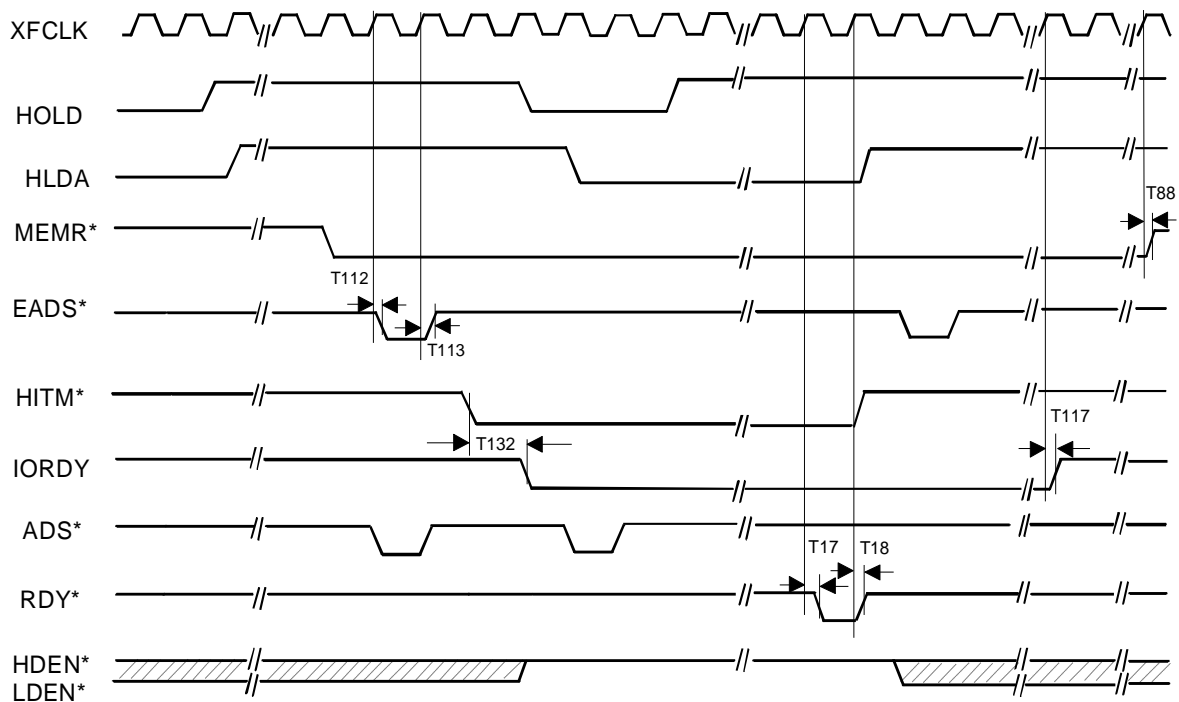 XFCLK
HOLD
HLDA
T88
MEMR*
T112
EADS*
T113
HITM*
T117
T132
IORDY
ADS*
T17
T18
RDY*
HDEN*
LDEN*